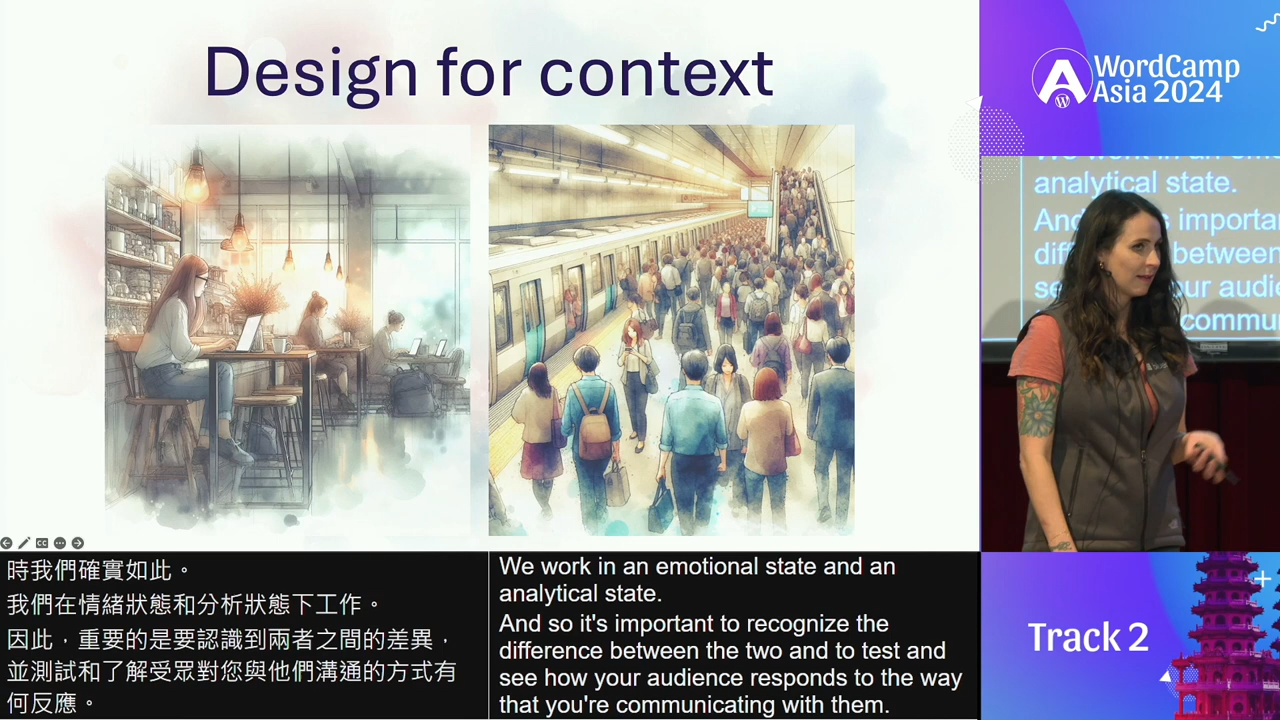 Design for context
WordCamp
Asia 2024
analytical state.
時我們確實如此。
我們在情緒狀態和分析狀態下工作。
因此，重要的是要認識到兩者之間的差異，
並測試和了解受眾對您與他們溝通的方式有
何反應。
We work in an emotional state and an
analytical state.
And so it's important to recognize the
difference between the two and to test and
see how your audience responds to the way
that you're communicating with them.
Track 2